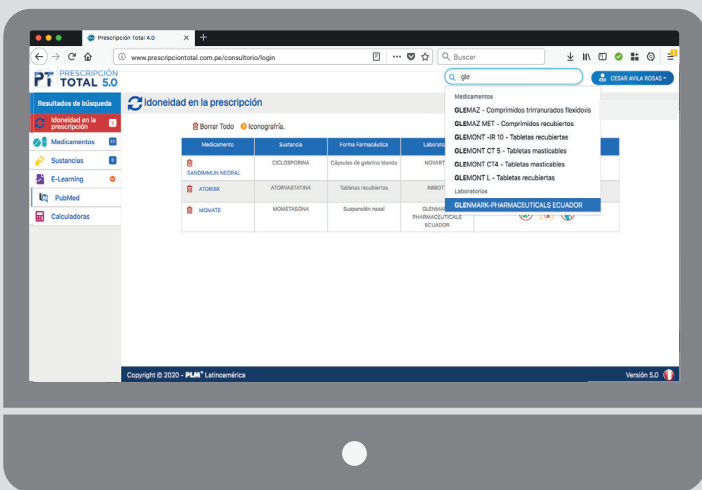 Prescripción Total 4.0
www.prescripciontotal.com.pe/consultorio/login
Buscar
PT PRESCRIPCIÓN
TOTAL 5.0
gle
CESAR AVILA ROSAS
Resultados de búsqueda
Idoneidad en la
prescripción
Medicamentos
Sustancias
E-Learning
PubMed
Calculadoras
Idoneidad en la prescripción
Borrar Todo
Iconografría.
Medicamento Sustancia Forma Farmacéutica Laborato
SANDIMMUN NEORAL CICLOSPORINA Cápsulas de gelatina blanda NOVART
ATORISK ATORVASTATINA Tabletas recubiertas ABBOT
MOMATE MOMETASONA Suspensión nasal GLENMA
PHARMACEUTICALS
ECUADOR
Medicamentos
GLEMAZ - Comprimidos trirranurados flexidosis
GLEMAZ MET - Comprimidos recubiertos
GLEMONT -IR 10 - Tabletas recubiertas
GLEMONT CT 5 - Tabletas masticables
GLEMONT CT4 - Tabletas masticables
GLEMONT L - Tabletas recubiertas
Laboratorios
GLENMARK-PHARMACEUTICALS ECUADOR
Copyright © 2020 - PLM® Latinoamérica
Versión 5.0